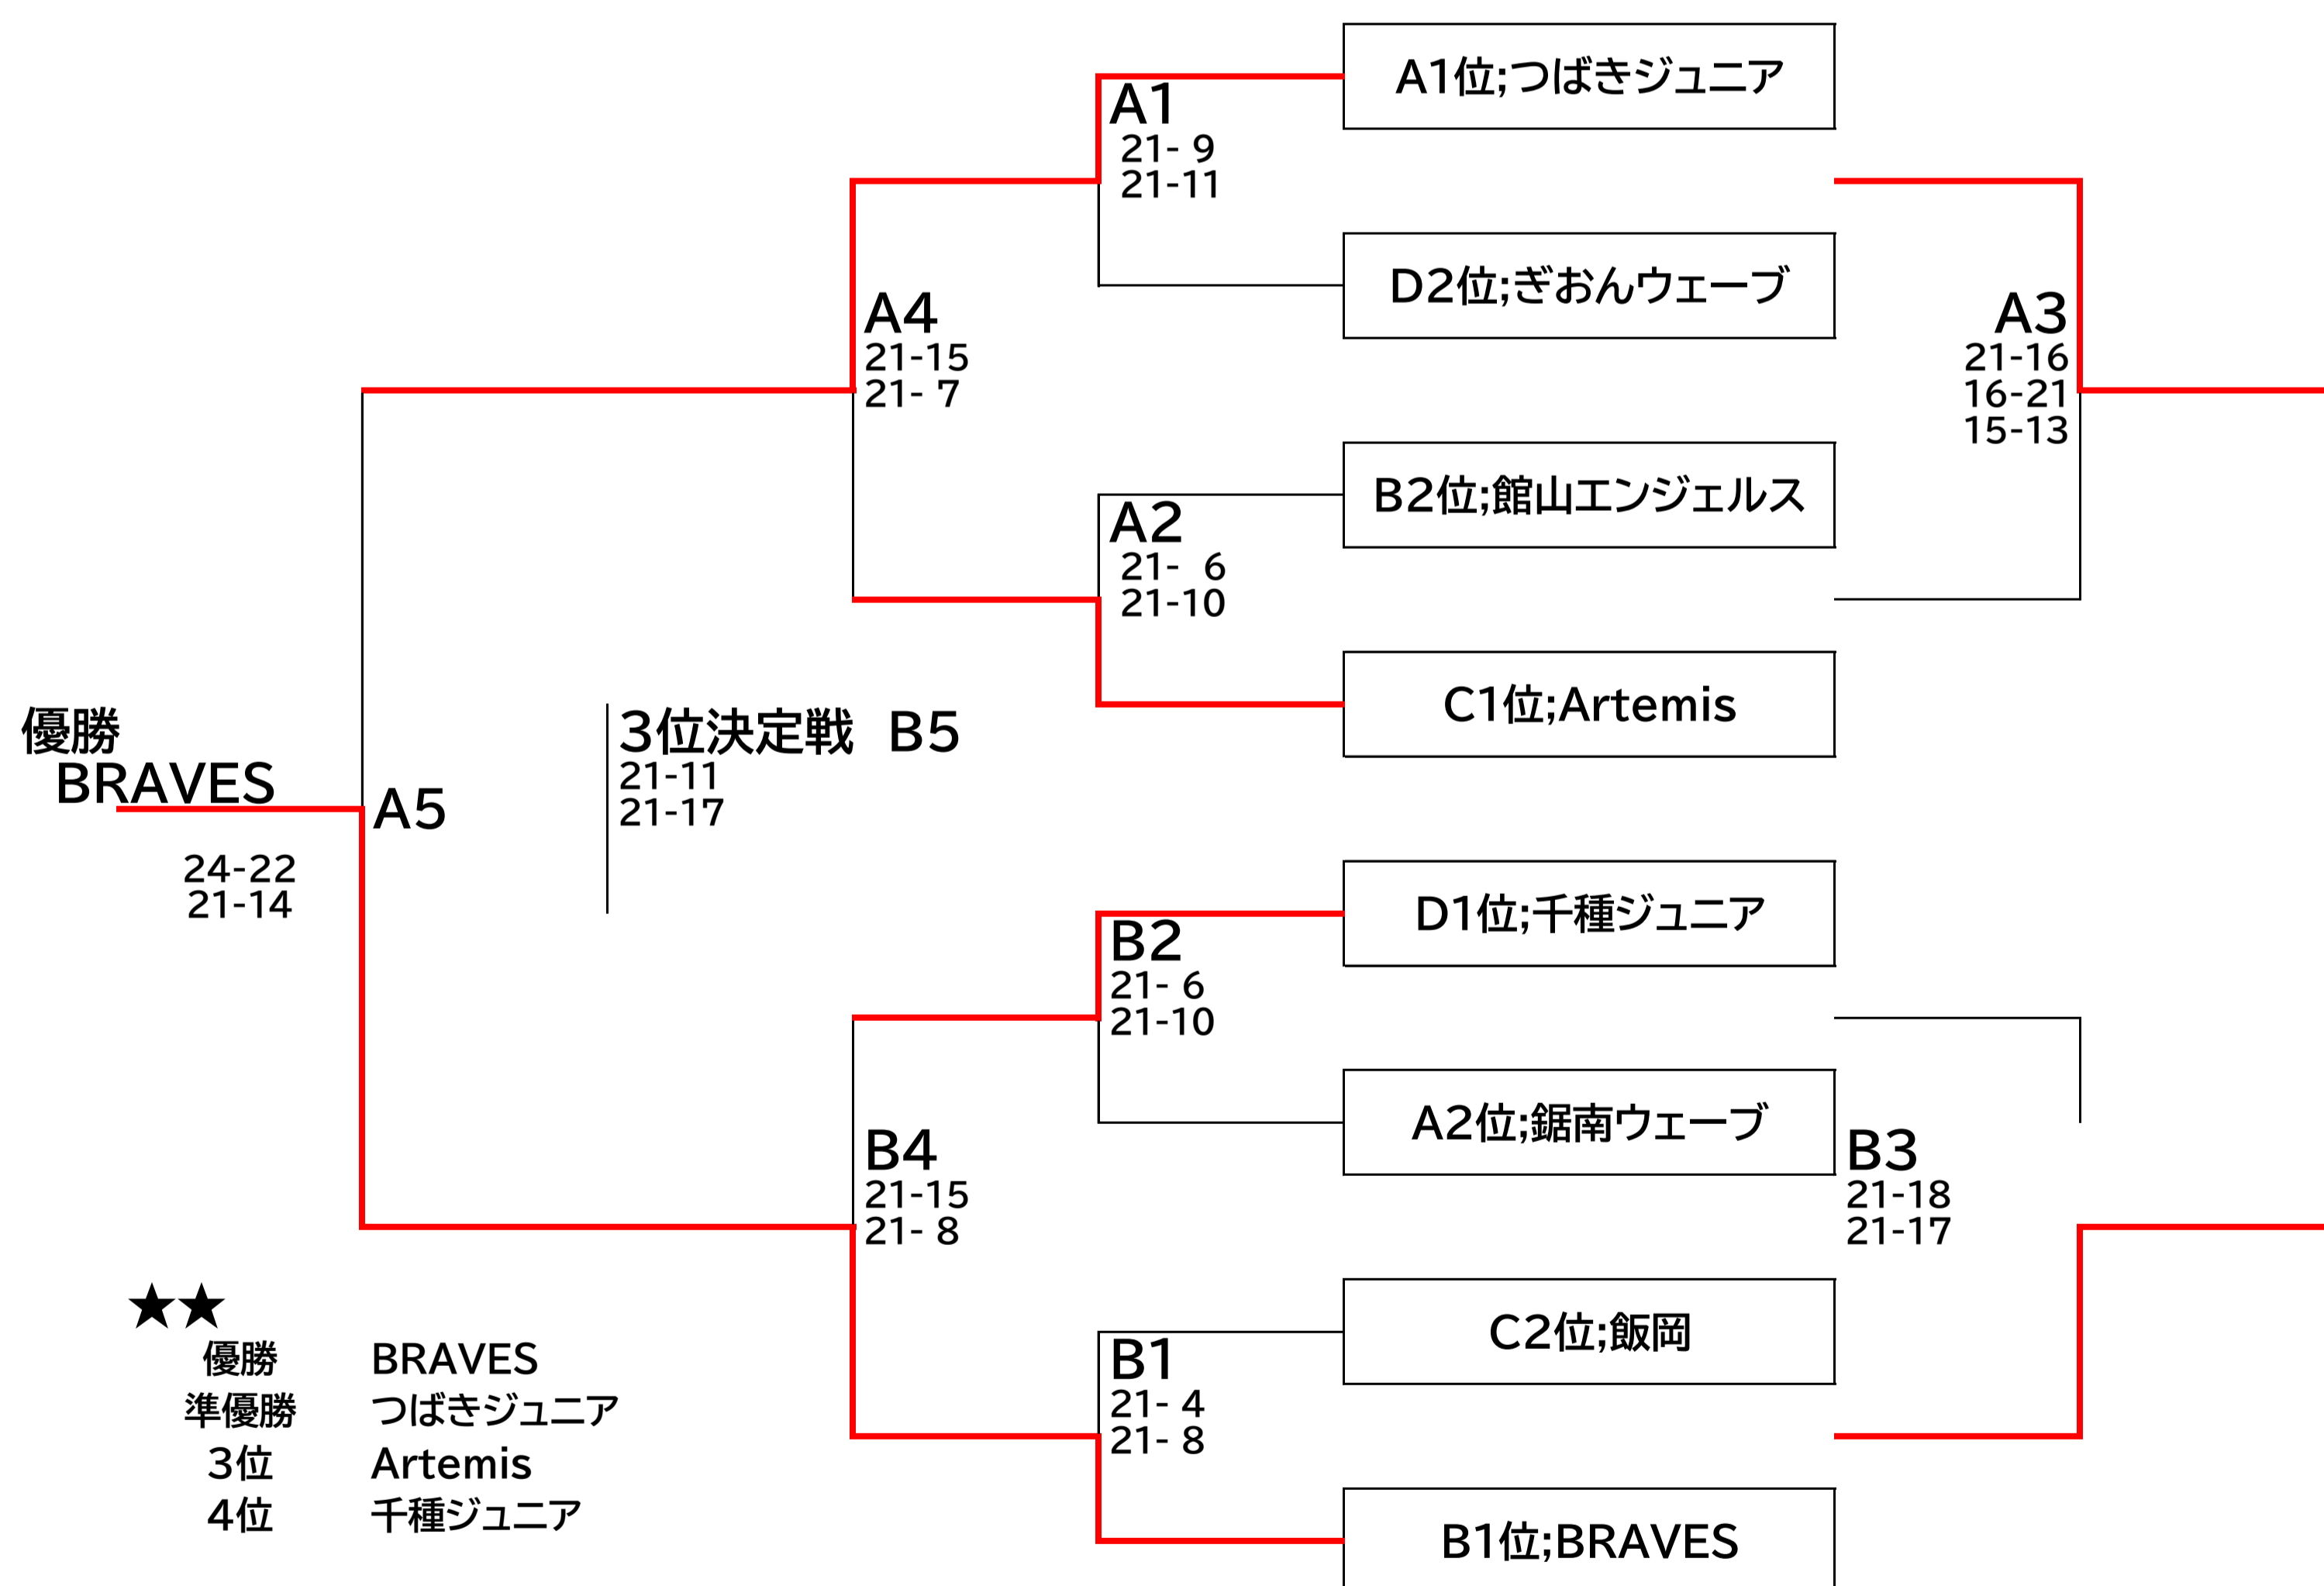 A1位;つばきジュニア
A1
21- 9
21-11
D2位;ぎおんウェーブ
A4
21-15
21- 7
A3
21-16
16-21
15-13
B2位;館山エンジェルス
A2
21- 6
21-10
C1位;Artemis
優勝
BRAVES
3位決定戦 B5
21-11
21-17
A5
24-22
21-14
D1位;千種ジュニア
B2
21- 6
21-10
A2位;鋸南ウェーブ
B4
21-15
21- 8
B3
21-18
21-17
C2位;飯岡
B1
21- 4
21- 8
B1位;BRAVES
★★
優勝 BRAVES
準優勝 つばきジュニア
3位 Artemis
4位 千種ジュニア